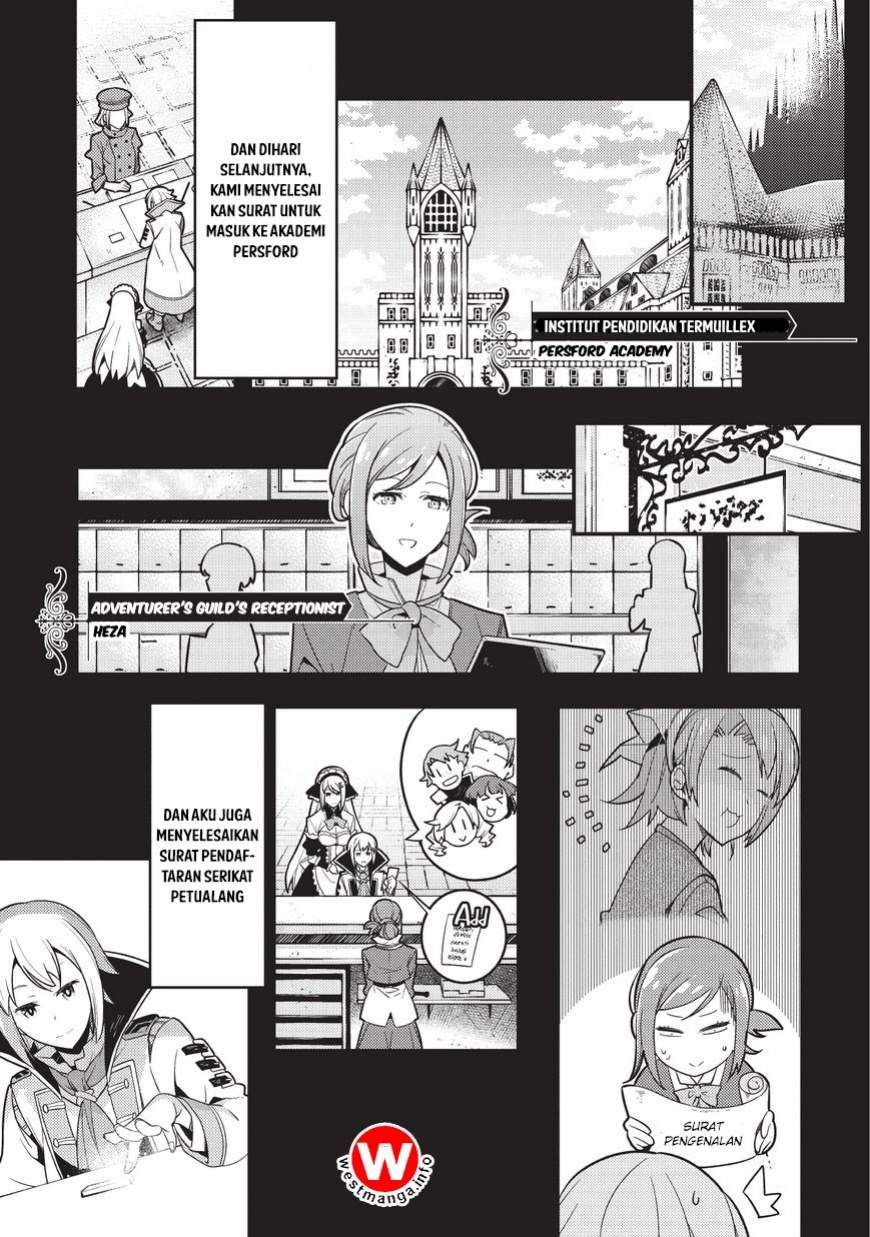 DAN DIHARI
SELANJUTNYA,
KAMI MENYELESAI
KAN SURAT UNTUK
MASUK KE AKADEMI
PERSFORD
INSTITUT PENDIDIKAN TERMUILLEX
PERSFORD ACADEMY
ADVENTURER'S GUILD'S RECEPTIONIST
HEZA
DAN AKU JUGA
MENYELESAIKAN
SURAT PENDAF-
TARAN SERIKAT
PETUALANG
Add
SURAT
PENGENALAN
W
westmanga.info